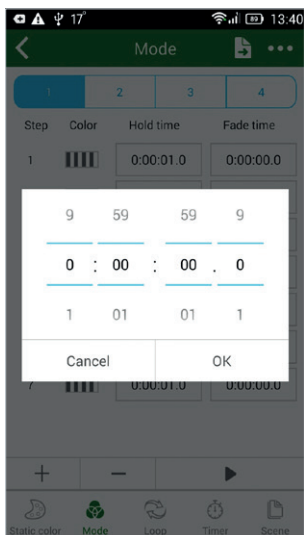 17° 89 13:40
Mode
1 2 3 4
Step Color Hold time Fade time
1 0:00:01.0 0:00:00.0
9 59 59 9
0 : 00 : 00 . 0
1 01 01 1
Cancel OK
7 0:00:01.0 0:00:00.0
Static color Mode Loop Timer Scene